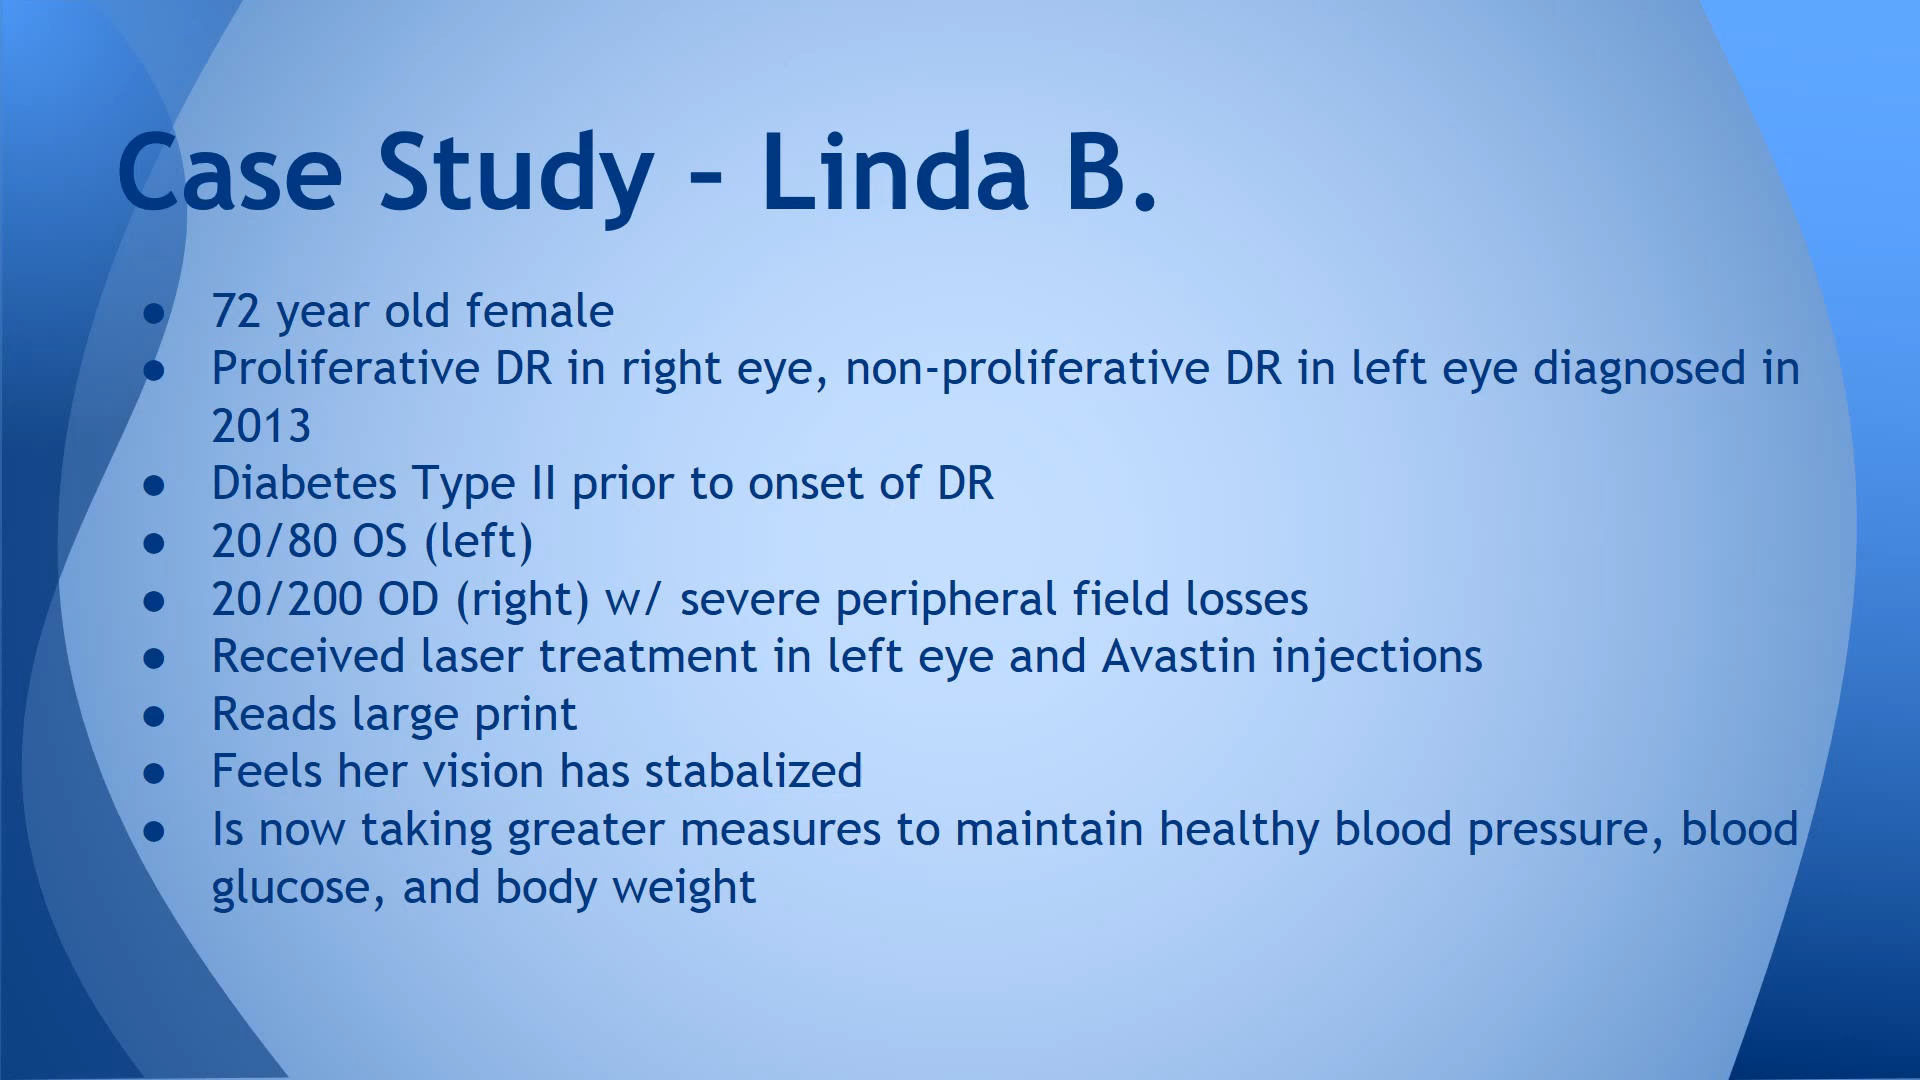 Case Study - Linda B.
● 72 year old female
● Proliferative DR in right eye, non-proliferative DR in left eye diagnosed in
2013
● Diabetes Type II prior to onset of DR
● 20/80 OS (left)
● 20/200 OD (right) w/ severe peripheral field losses
● Received laser treatment in left eye and Avastin injections
● Reads large print
● Feels her vision has stabalized
● Is now taking greater measures to maintain healthy blood pressure, blood
glucose, and body weight